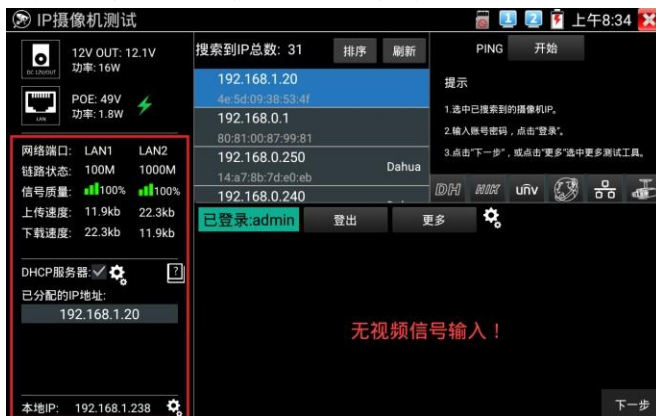 IP摄像机测试
1 2 上午8:34
12V OUT: 12.1V
功率: 16W
DC 12V/OUT
POE: 49V
功率: 1.8W
LAN
网络端口: LAN1 LAN2
链路状态: 100M 1000M
信号质量: 100% 100%
上传速度: 11.9kb 22.3kb
下载速度: 22.3kb 11.9kb
DHCP服务器:
已分配的IP地址:
192.168.1.20
本地IP: 192.168.1.238
搜索到IP总数: 31 排序 刷新
192.168.1.20
4e:5d:09:38:53:4f
192.168.0.1
80:81:00:87:99:81
192.168.0.250
Dahua
14:a7:8b:7d:e0:eb
192.168.0.240
PING 开始
提示
1.选中已搜索到的摄像机IP。
2.输入账号密码，点击"登录"。
3.点击"下一步"，或点击"更多"选中更多测试工具。
DH HIK unv
已登录:admin 登出 更多
无视频信号输入！
下一步